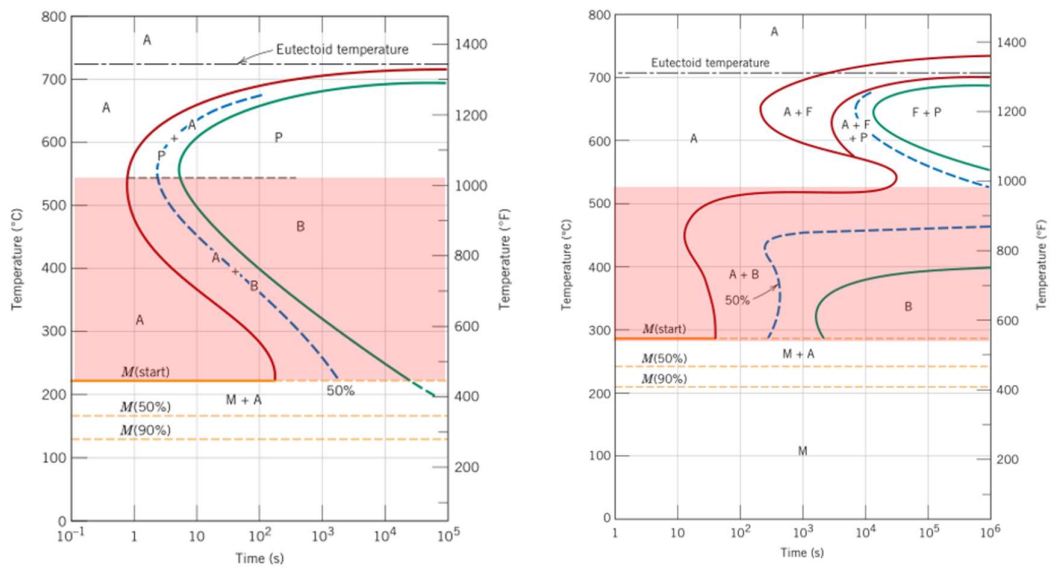 800
700
600
500
400
300
200
100
0
Temperature (°C)
A
Eutectoid temperature
A
A
+
P
P
B
A
+
B
A
M(start)
M + A
50%
M(50%)
M(90%)
1400
1200
1000
800
600
400
200
Temperature (°F)
10⁻¹ 1 10 10² 10³ 10⁴ 10⁵
Time (s)
800
700
600
500
400
300
200
100
0
Temperature (°C)
A
Eutectoid temperature
A
A + F
A + F
+ P
F + P
A + B
50%
B
M(start)
M + A
M(50%)
M(90%)
M
1400
1200
1000
800
600
400
200
Temperature (°F)
1 10 10² 10³ 10⁴ 10⁵ 10⁶
Time (s)